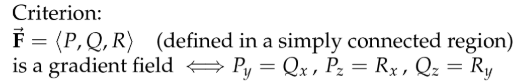 Criterion:
F⃗ = ⟨P, Q, R⟩ (defined in a simply connected region)
is a gradient field ⟺ P_y = Q_x , P_z = R_x , Q_z = R_y